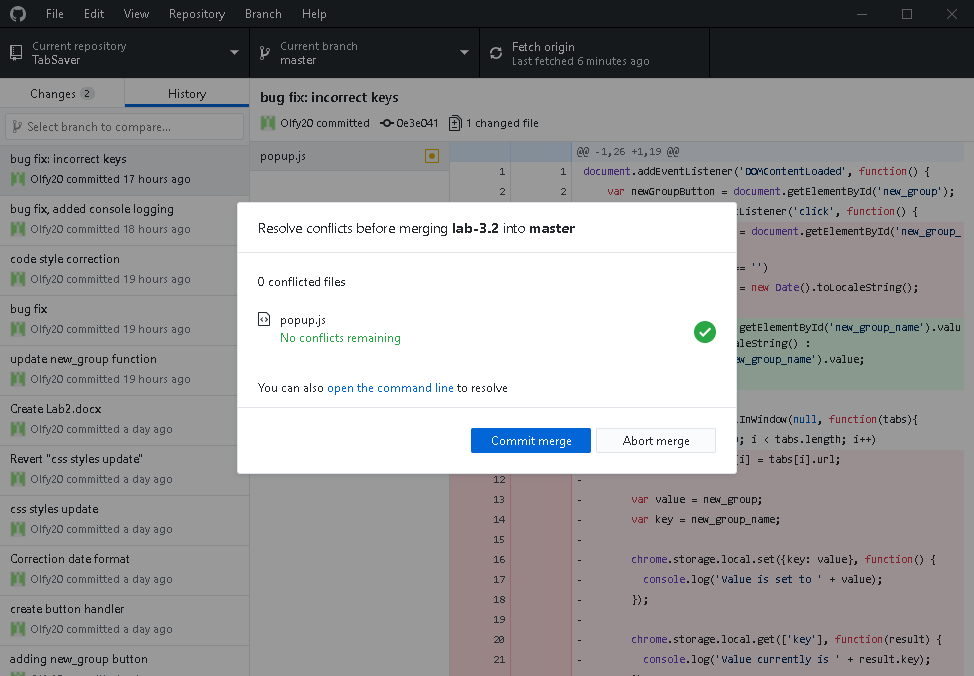 File Edit View Repository Branch Help
Current repository
TabSaver
Current branch
master
Fetch origin
Last fetched 6 minutes ago
Changes 2
History
Select branch to compare...
bug fix: incorrect keys
Olfy20 committed 17 hours ago
bug fix, added console logging
Olfy20 committed 18 hours ago
code style correction
Olfy20 committed 19 hours ago
bug fix
Olfy20 committed 19 hours ago
update new_group function
Olfy20 committed 19 hours ago
Create Lab2.docx
Olfy20 committed a day ago
Revert "css styles update"
Olfy20 committed a day ago
css styles update
Olfy20 committed a day ago
Correction date format
Olfy20 committed a day ago
create button handler
Olfy20 committed a day ago
adding new_group button
bug fix: incorrect keys
Olfy20 committed 0e3e041 1 changed file
popup.js
@@ -1,26 +1,19 @@
1 1 document.addEventListener('DOMContentLoaded', function() {
2 2 var newGroupButton = document.getElementById('new_group');
tListener('click', function() {
= document.getElementById('new_group_
== '')
= new Date().toLocaleString();
getElementById('new_group_name').valu
aleString() :
ew_group_name').value;
lInWindow(null, function(tabs){
; i < tabs.length; i++)
[i] = tabs[i].url;
12 -
13 - var value = new_group;
14 - var key = new_group_name;
15 -
16 - chrome.storage.local.set({key: value}, function() {
17 - console.log('Value is set to ' + value);
18 - });
19 -
20 - chrome.storage.local.get(['key'], function(result) {
21 - console.log('Value currently is ' + result.key);
Resolve conflicts before merging lab-3.2 into master
0 conflicted files
popup.js
No conflicts remaining
You can also open the command line to resolve
Commit merge
Abort merge